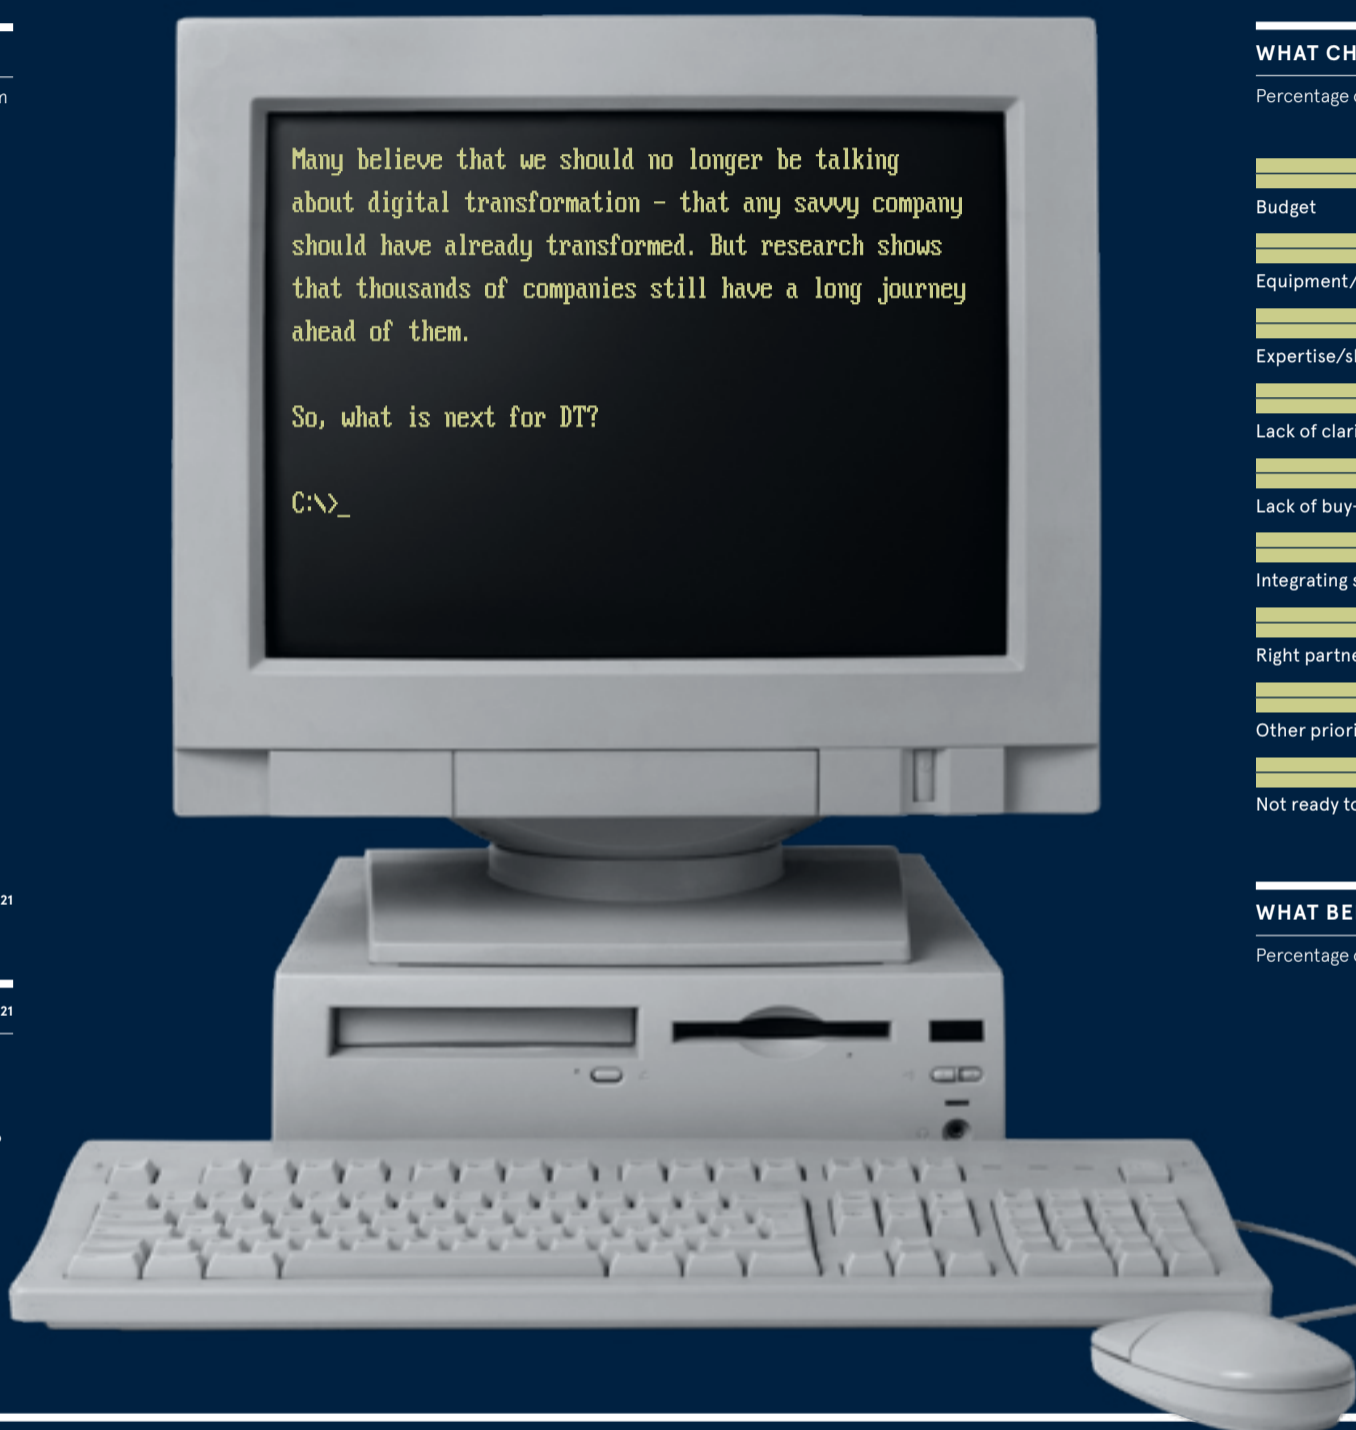 Many believe that we should no longer be talking
about digital transformation – that any savvy company
should have already transformed. But research shows
that thousands of companies still have a long journey
ahead of them.
So, what is next for DT?
C:\>_
21
21
WHAT CH
Percentage
Budget
Equipment/
Expertise/s
Lack of clari
Lack of buy-
Integrating
Right partne
Other priori
Not ready to
WHAT BE
Percentage